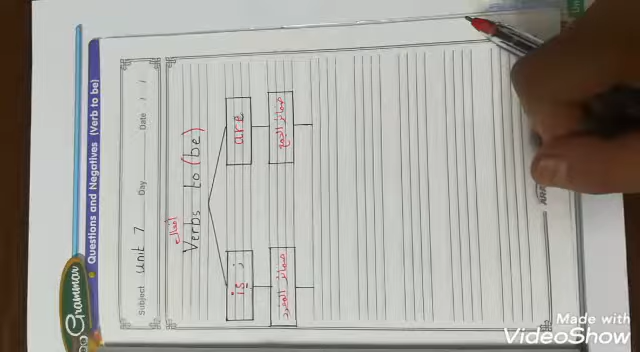 Grammar
Questions and Negatives (Verb to be)
Subject Unit 7 Day Date / /
افعال
Verbs to (be)
is are
ضمائر المفرد ضمائر الجمع
Made with
VideoShow